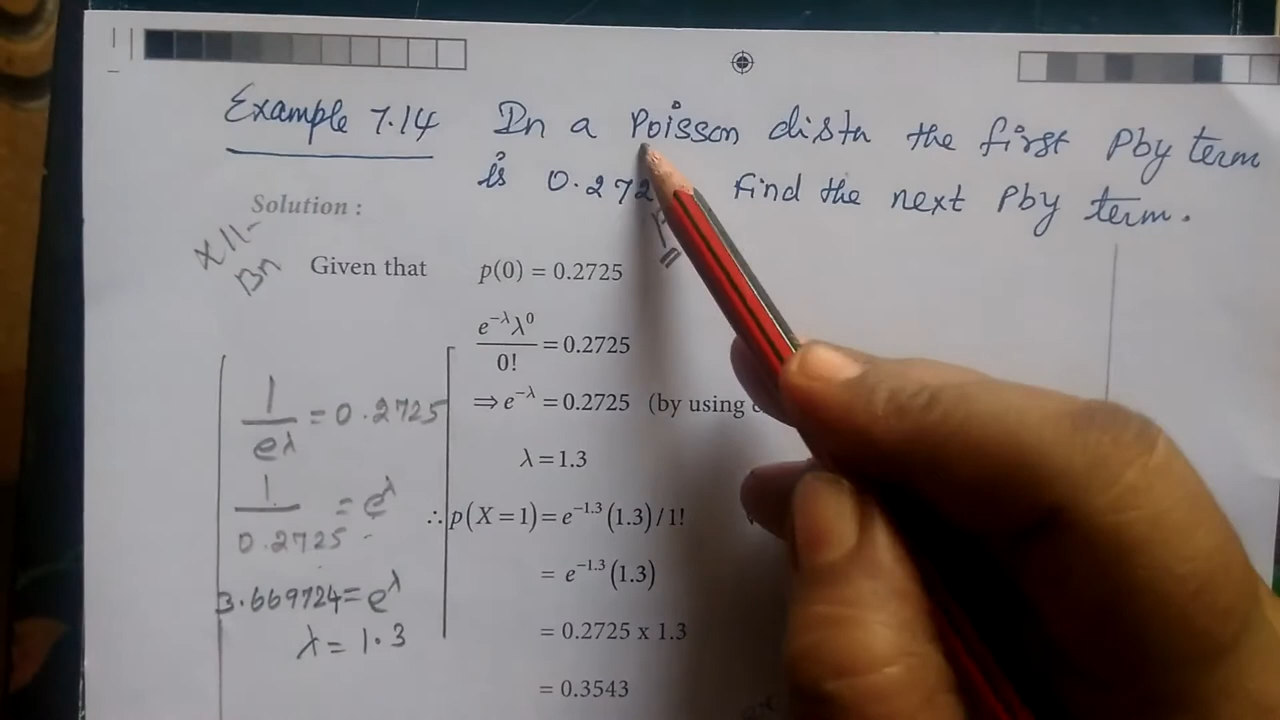 Example 7.14 In a Poisson distn the first Pby term
is 0.272 Find the next Pby term.
Solution :
XII-
Bn
Given that p(0) = 0.2725
e^{-λ}λ^0 / 0! = 0.2725
⇒ e^{-λ} = 0.2725 (by using
λ = 1.3
∴ p(X = 1) = e^{-1.3}(1.3) / 1!
= e^{-1.3}(1.3)
= 0.2725 x 1.3
= 0.3543
1/e^λ = 0.2725
1/0.2725 = e^λ
3.669724 = e^λ
λ = 1.3